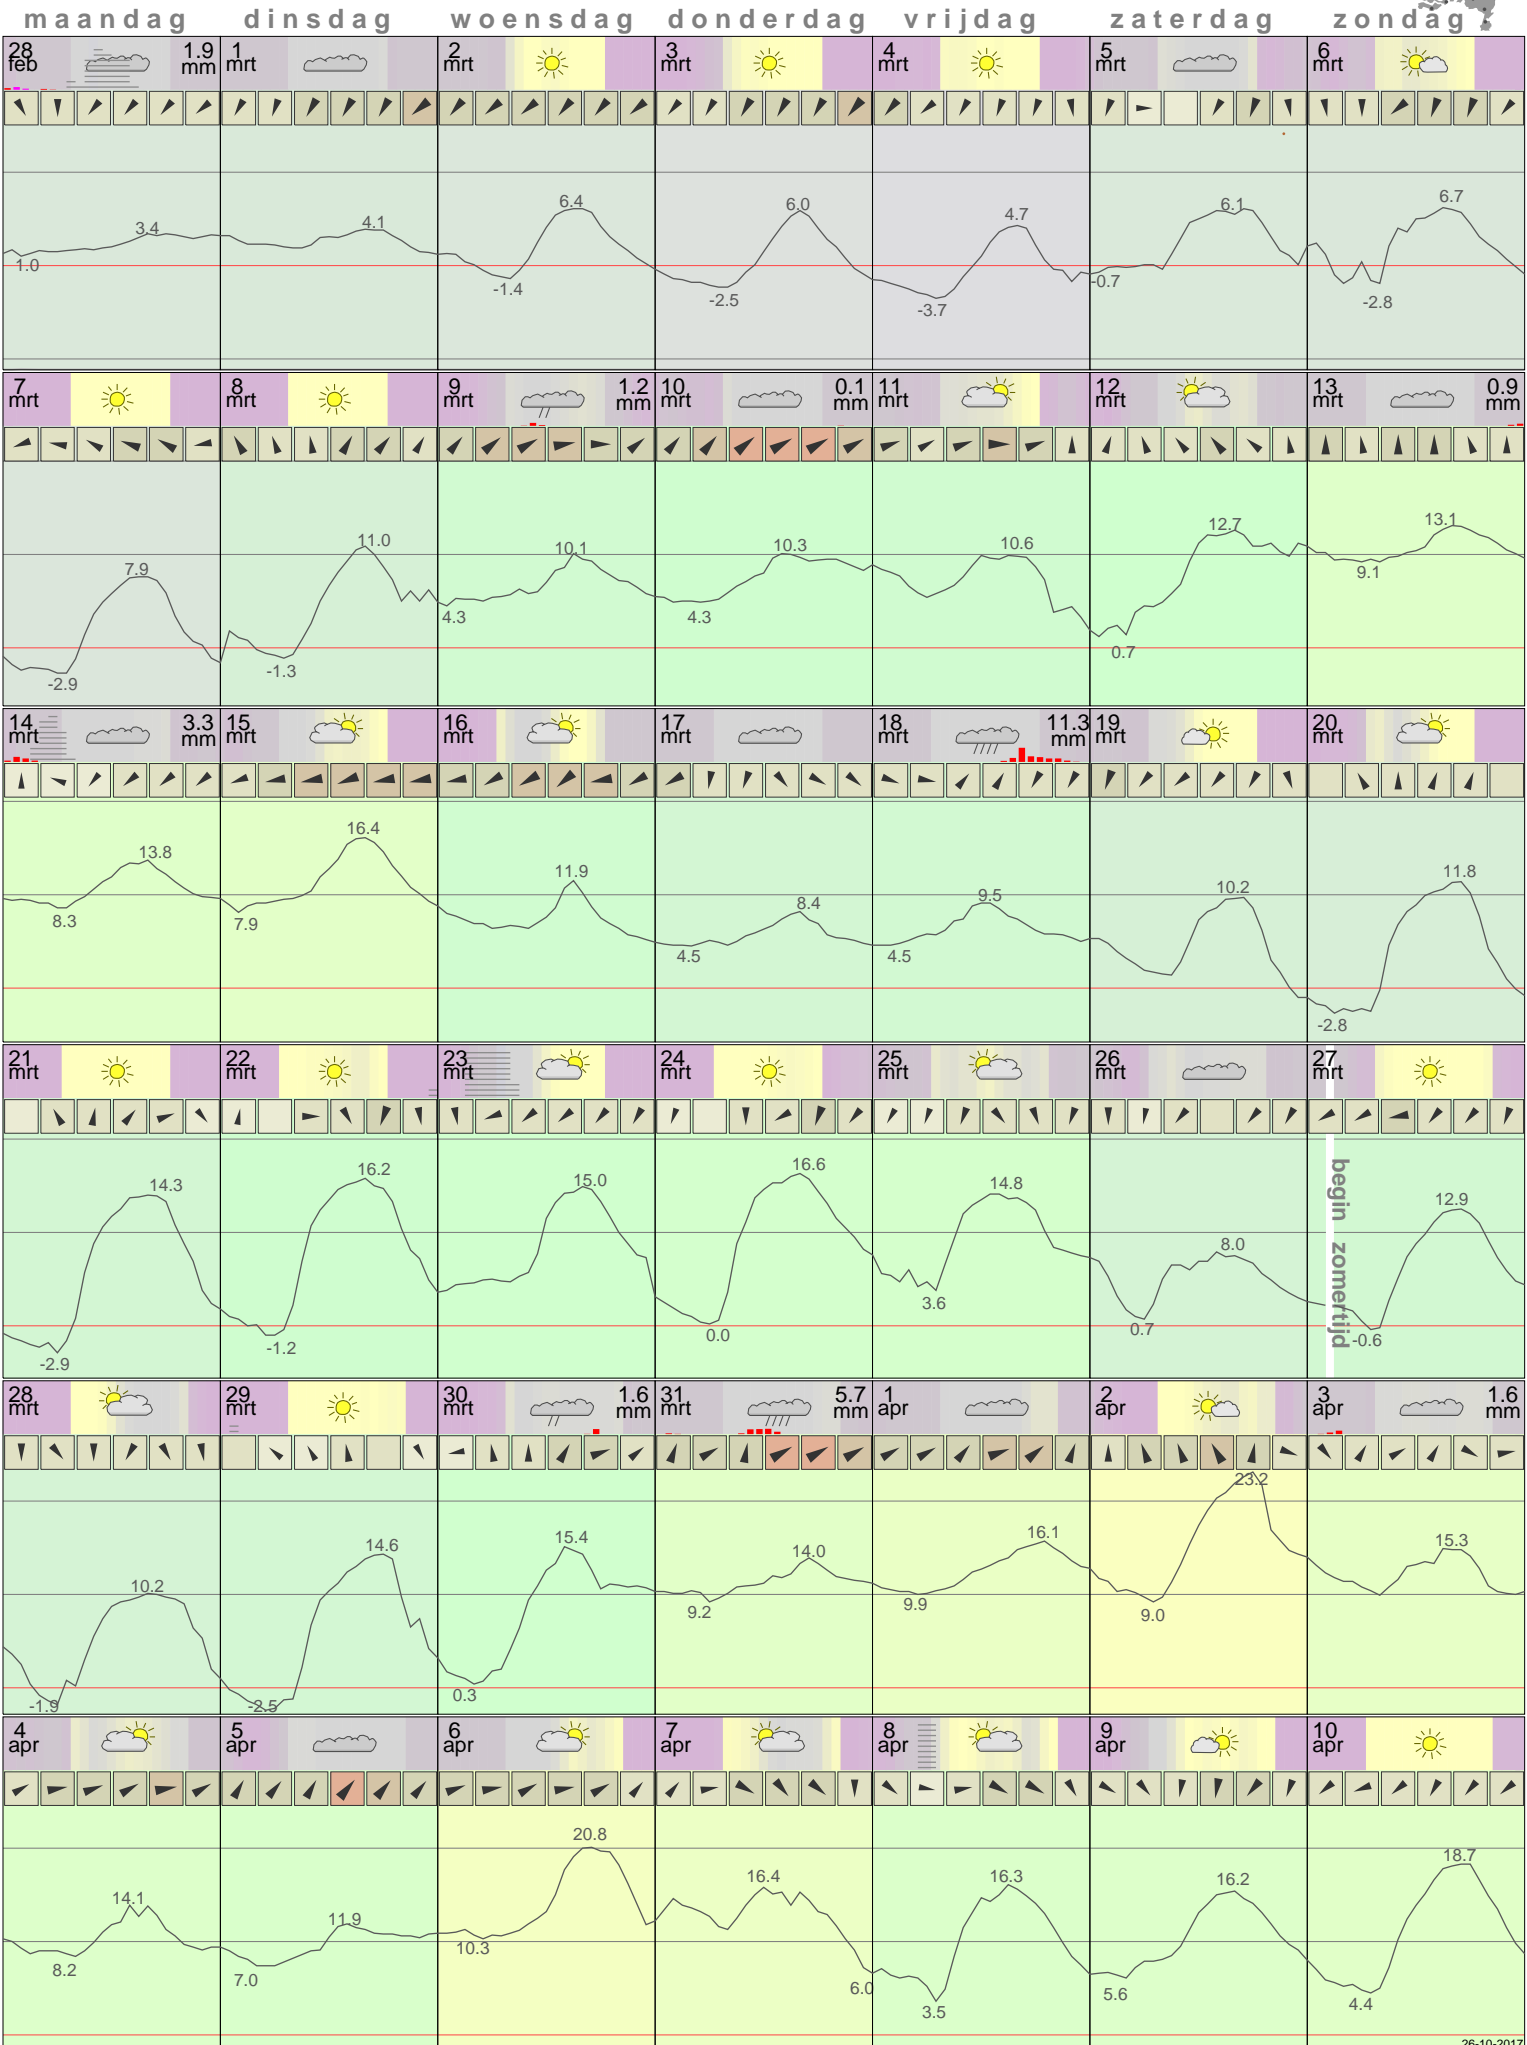 maandag dinsdag woensdag donderdag vrijdag zaterdag zondag
28 feb 1.9 mm 1 mrt 2 mrt 3 mrt 4 mrt 5 mrt 6 mrt
3.4 4.1 6.4 6.0 4.7 6.1 6.7
1.0 -1.4 -2.5 -3.7 -0.7 -2.8
7 mrt 8 mrt 9 mrt 1.2 mm 10 mrt 0.1 mm 11 mrt 12 mrt 13 mrt 0.9 mm
7.9 11.0 10.1 10.3 10.6 12.7 13.1
-2.9 -1.3 4.3 4.3 0.7 9.1
14 mrt 3.3 mm 15 mrt 16 mrt 17 mrt 18 mrt 11.3 mm 19 mrt 20 mrt
13.8 16.4 11.9 8.4 9.5 10.2 11.8
8.3 7.9 4.5 4.5 -2.8
21 mrt 22 mrt 23 mrt 24 mrt 25 mrt 26 mrt 27 mrt
14.3 16.2 15.0 16.6 14.8 8.0 12.9
-2.9 -1.2 0.0 3.6 0.7 -0.6
begin zomertijd
28 mrt 29 mrt 30 mrt 1.6 mm 31 mrt 5.7 mm 1 apr 2 apr 3 apr 1.6 mm
10.2 14.6 15.4 14.0 16.1 23.2 15.3
-1.9 -2.5 0.3 9.2 9.9 9.0
4 apr 5 apr 6 apr 7 apr 8 apr 9 apr 10 apr
14.1 11.9 20.8 16.4 16.3 16.2 18.7
8.2 7.0 10.3 6.0 3.5 5.6 4.4
26-10-2017